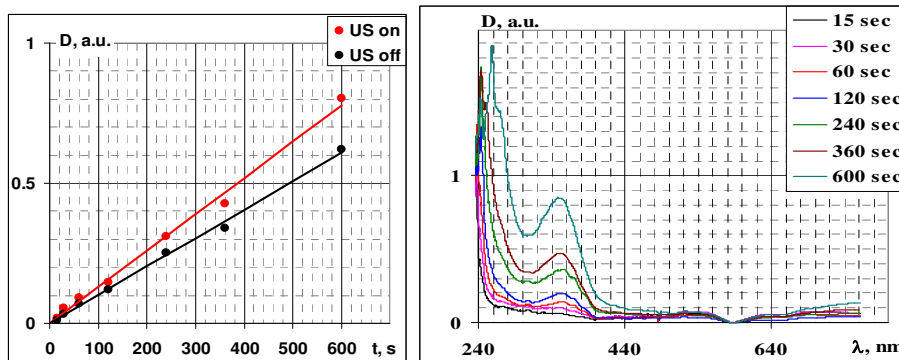 D, a.u.
US on
US off
1
0.5
0
0 100 200 300 400 500 600 t, s
D, a.u.
15 sec
30 sec
60 sec
120 sec
240 sec
360 sec
600 sec
1
0
240 440 640 λ, nm